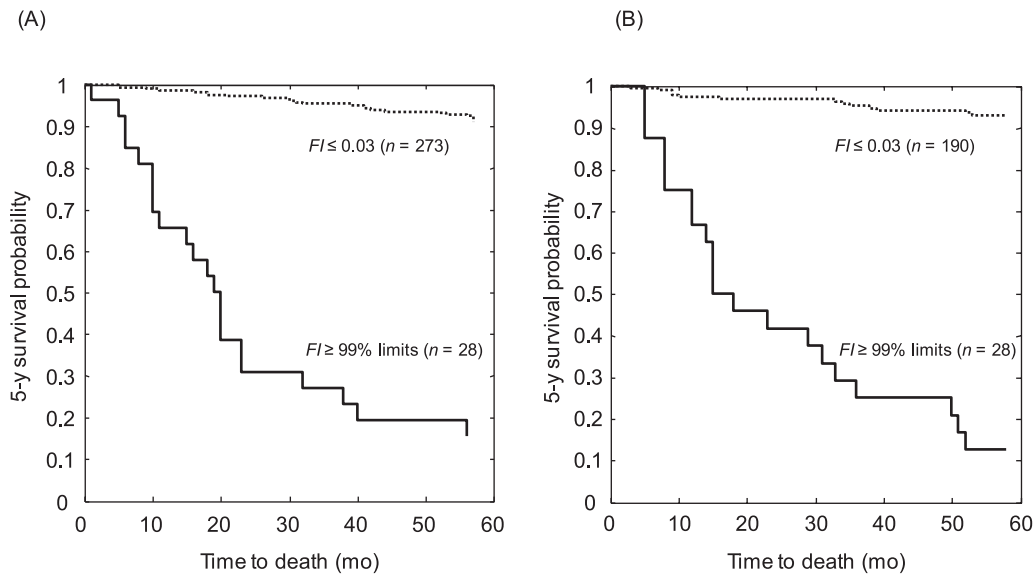 (A)
5-y survival probability
1
0.9
0.8
0.7
0.6
0.5
0.4
0.3
0.2
0.1
0
FI ≤ 0.03 (n = 273)
FI ≥ 99% limits (n = 28)
0 10 20 30 40 50 60
Time to death (mo)
(B)
5-y survival probability
1
0.9
0.8
0.7
0.6
0.5
0.4
0.3
0.2
0.1
0
FI ≤ 0.03 (n = 190)
FI ≥ 99% limits (n = 28)
0 10 20 30 40 50 60
Time to death (mo)